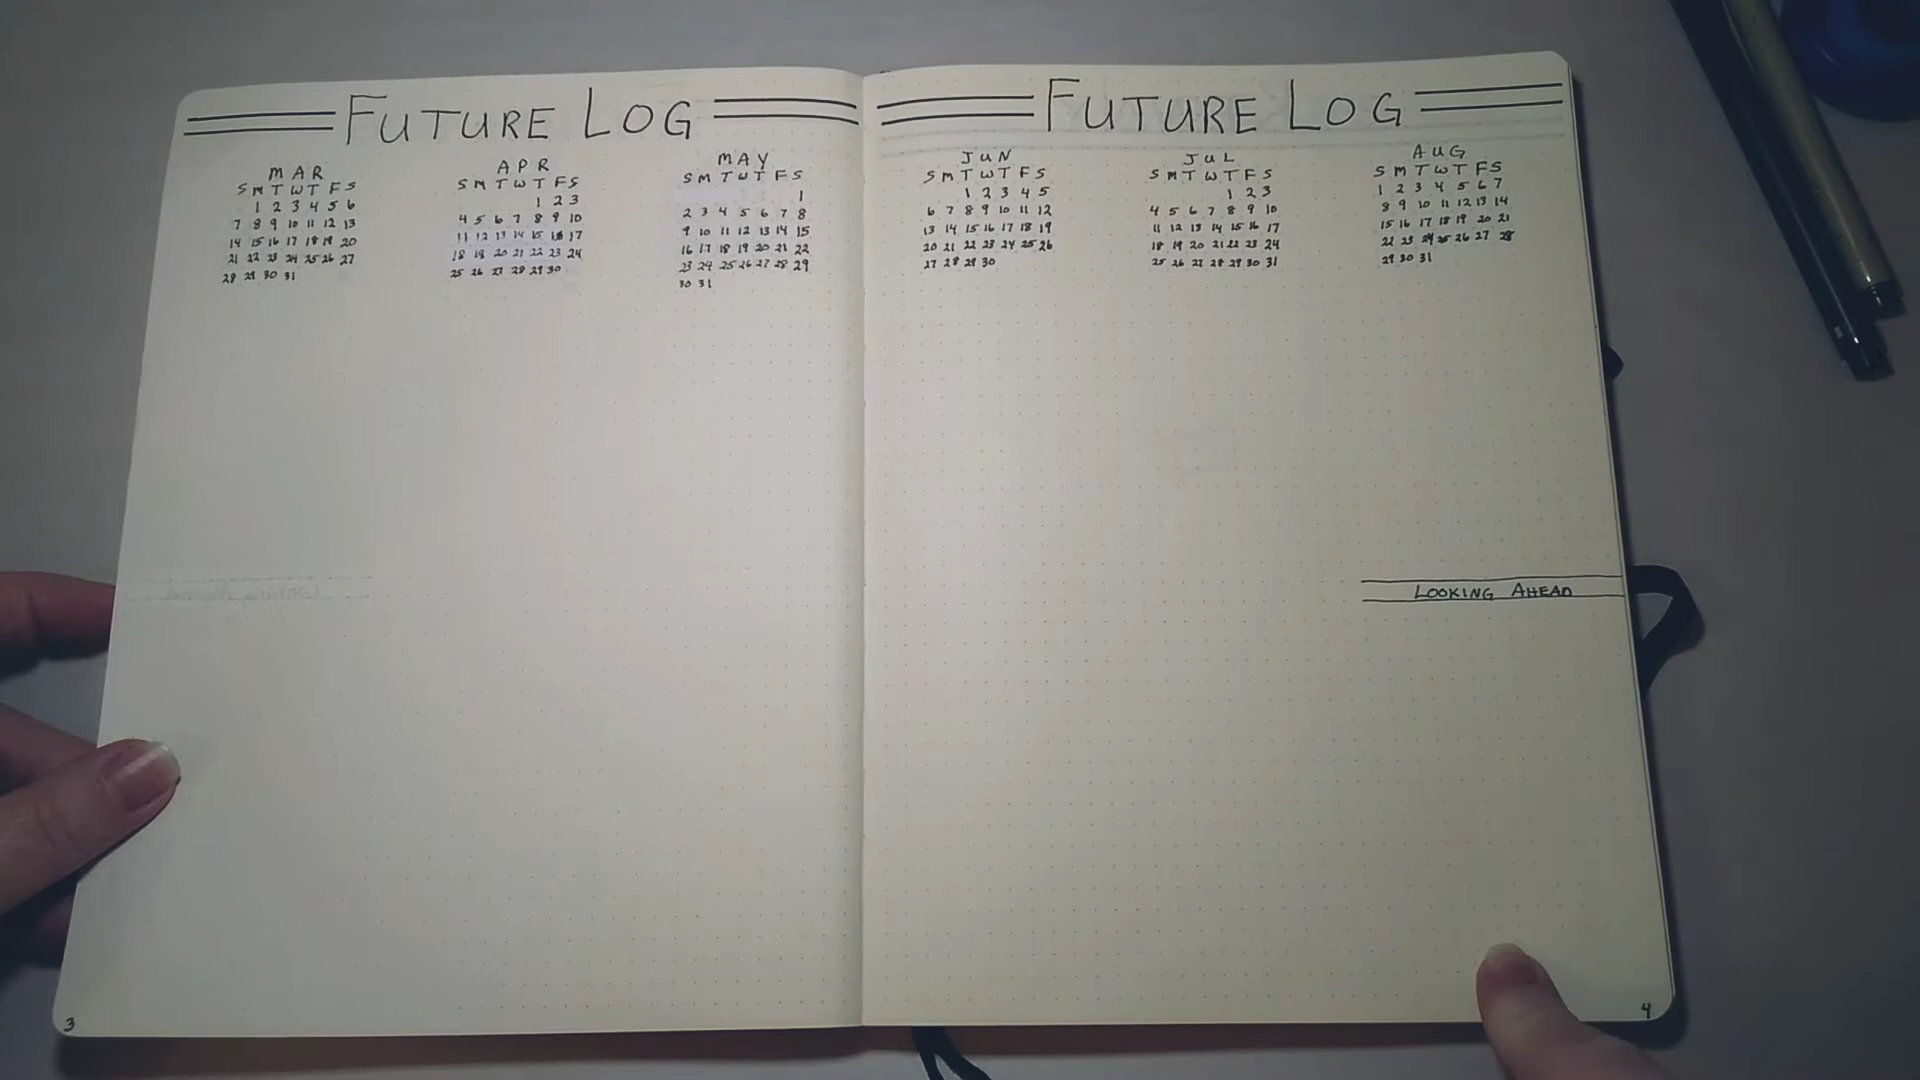 FUTURE LOG
MAR
S M T W T F S
1 2 3 4 5 6
7 8 9 10 11 12 13
14 15 16 17 18 19 20
21 22 23 24 25 26 27
28 29 30 31
APR
S M T W T F S
1 2 3
4 5 6 7 8 9 10
11 12 13 14 15 16 17
18 19 20 21 22 23 24
25 26 27 28 29 30
MAY
S M T W T F S
1
2 3 4 5 6 7 8
9 10 11 12 13 14 15
16 17 18 19 20 21 22
23 24 25 26 27 28 29
30 31
3
FUTURE LOG
JUN
S M T W T F S
1 2 3 4 5
6 7 8 9 10 11 12
13 14 15 16 17 18 19
20 21 22 23 24 25 26
27 28 29 30
JUL
S M T W T F S
1 2 3
4 5 6 7 8 9 10
11 12 13 14 15 16 17
18 19 20 21 22 23 24
25 26 27 28 29 30 31
AUG
S M T W T F S
1 2 3 4 5 6 7
8 9 10 11 12 13 14
15 16 17 18 19 20 21
22 23 24 25 26 27 28
29 30 31
LOOKING AHEAD
4